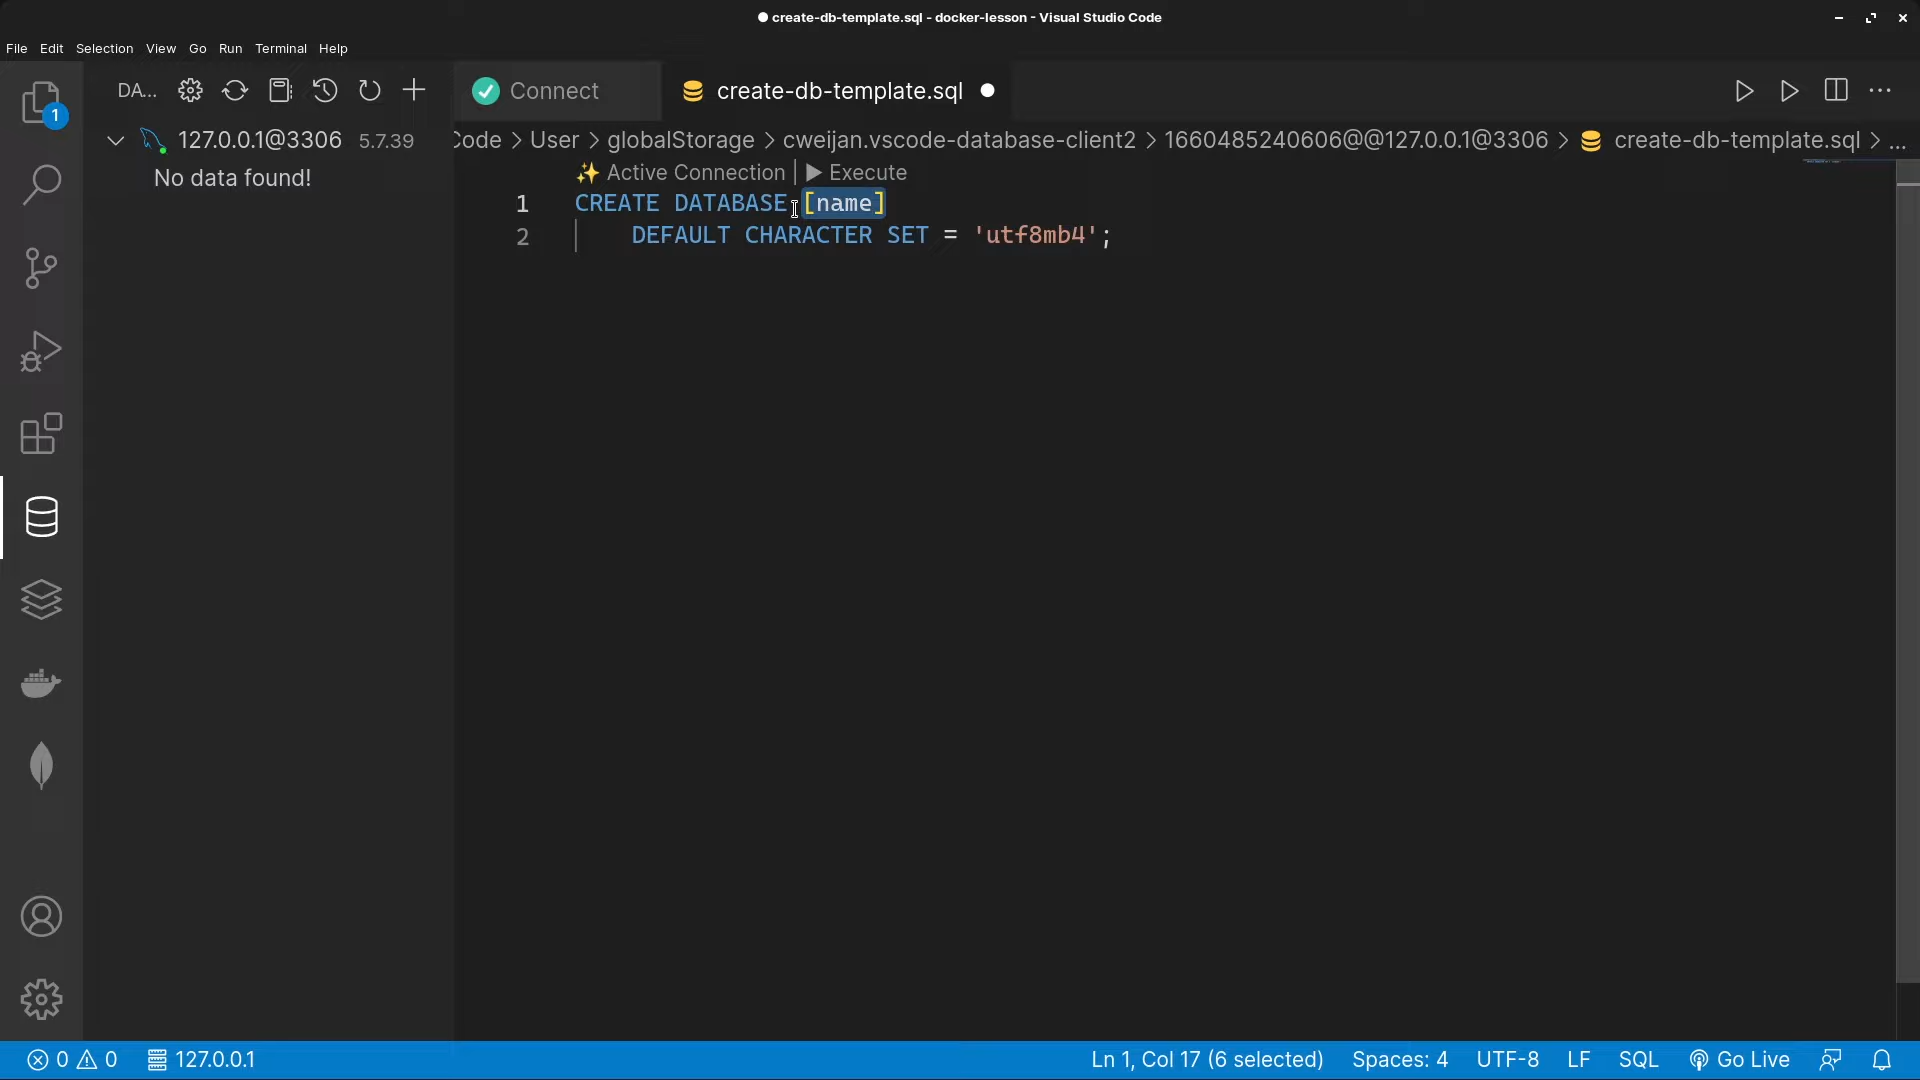 create-db-template.sql - docker-lesson - Visual Studio Code
File Edit Selection View Go Run Terminal Help
1
DA...
Connect
create-db-template.sql
127.0.0.1@3306 5.7.39
No data found!
Code > User > globalStorage > cweijan.vscode-database-client2 > 1660485240606@@127.0.0.1@3306 > create-db-template.sql > ...
Active Connection | Execute
1 CREATE DATABASE [name]
2 DEFAULT CHARACTER SET = 'utf8mb4';
0 0 127.0.0.1 Ln 1, Col 17 (6 selected) Spaces: 4 UTF-8 LF SQL Go Live